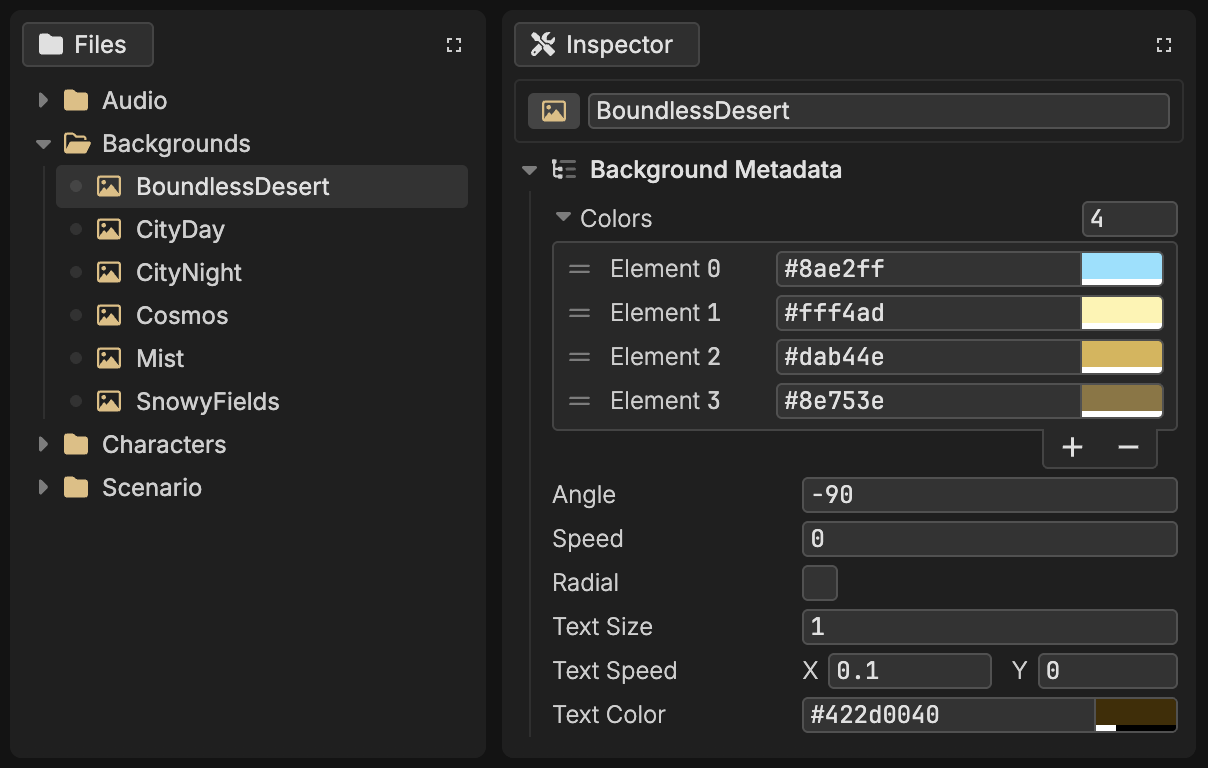 Files
Audio
Backgrounds
BoundlessDesert
CityDay
CityNight
Cosmos
Mist
SnowyFields
Characters
Scenario
Inspector
BoundlessDesert
Background Metadata
Colors 4
Element 0 #8ae2ff
Element 1 #fff4ad
Element 2 #dab44e
Element 3 #8e753e
+ −
Angle -90
Speed 0
Radial
Text Size 1
Text Speed X 0.1 Y 0
Text Color #422d0040